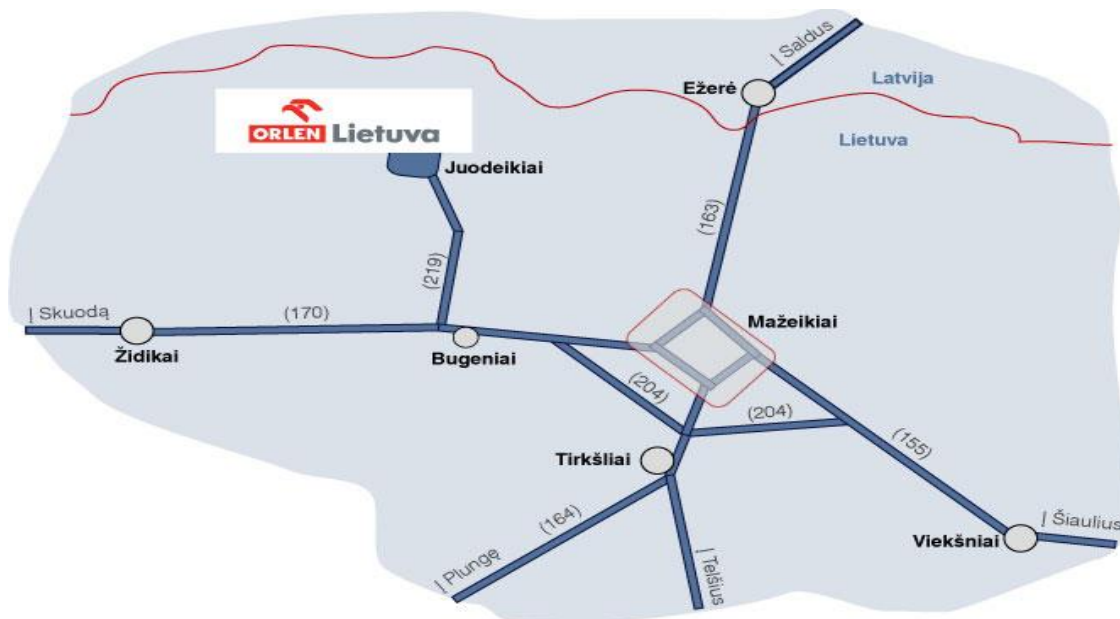 Į Saldus
Ežerė
Latvija
ORLEN Lietuva
Lietuva
Juodeikiai
(163)
(219)
Į Skuodą
(170)
Mažeikiai
Židikai
Bugeniai
(204)
(204)
(155)
Tirkšliai
(164)
Į Šiaulius
Viekšniai
Į Plungę
Į Telšius